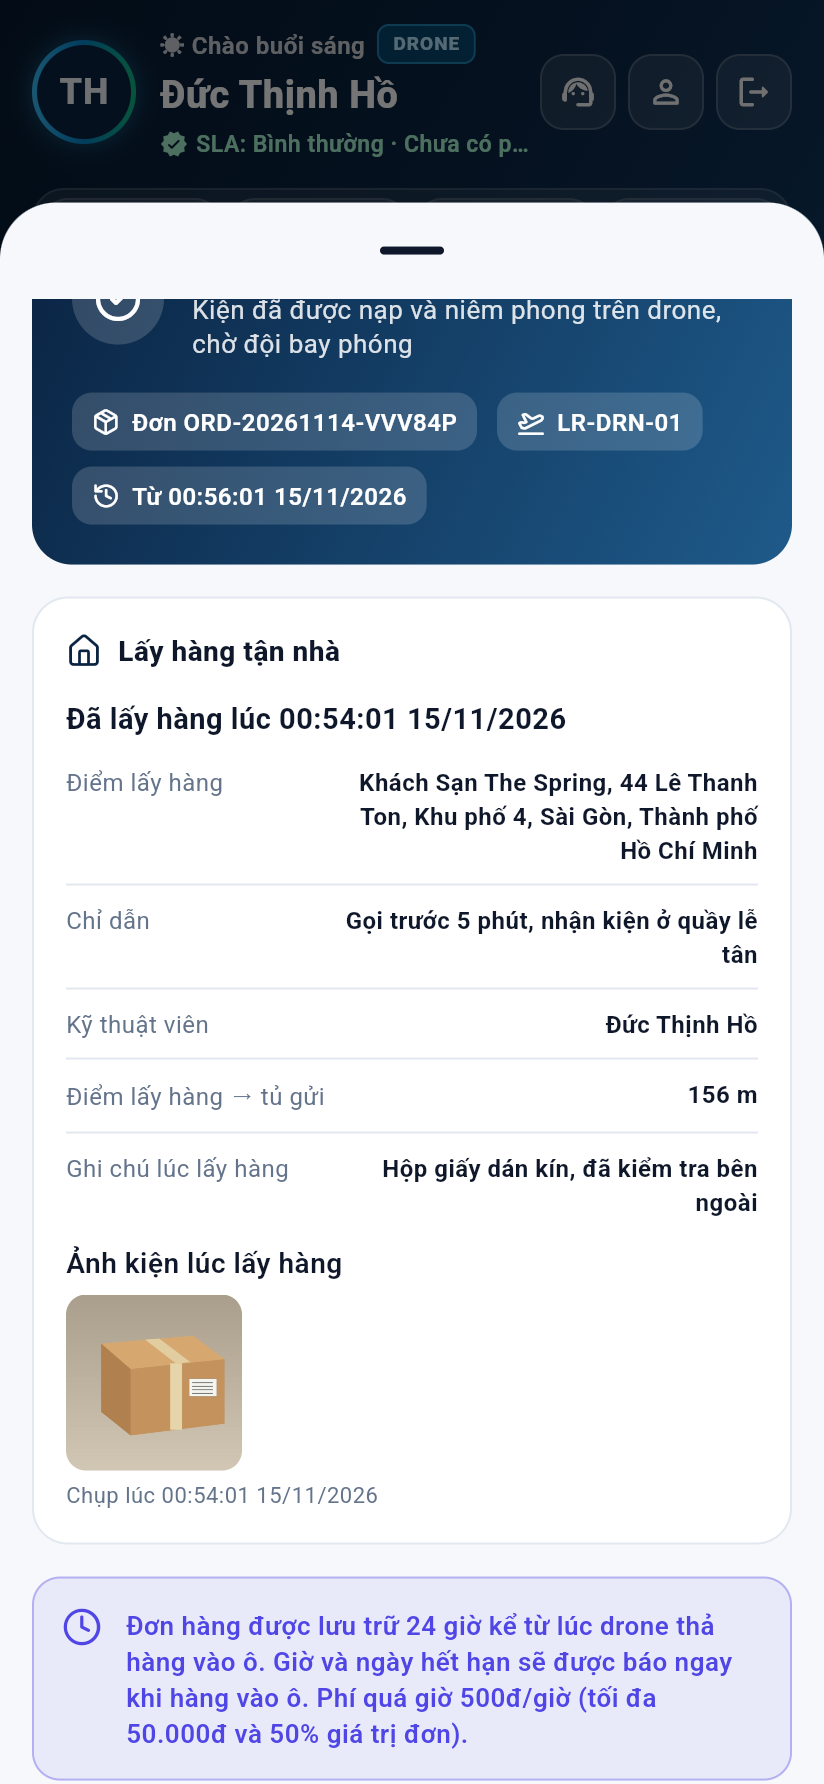 TH
Chào buổi sáng
DRONE
Đức Thịnh Hồ
SLA: Bình thường · Chưa có p...
Kiện đã được nạp và niêm phong trên drone,
chờ đội bay phóng
Đơn ORD-20261114-VVV84P
LR-DRN-01
Từ 00:56:01 15/11/2026
Lấy hàng tận nhà
Đã lấy hàng lúc 00:54:01 15/11/2026
Điểm lấy hàng
Khách Sạn The Spring, 44 Lê Thanh
Ton, Khu phố 4, Sài Gòn, Thành phố
Hồ Chí Minh
Chỉ dẫn
Gọi trước 5 phút, nhận kiện ở quầy lễ
tân
Kỹ thuật viên
Đức Thịnh Hồ
Điểm lấy hàng → tủ gửi
156 m
Ghi chú lúc lấy hàng
Hộp giấy dán kín, đã kiểm tra bên
ngoài
Ảnh kiện lúc lấy hàng
Chụp lúc 00:54:01 15/11/2026
Đơn hàng được lưu trữ 24 giờ kể từ lúc drone thả
hàng vào ô. Giờ và ngày hết hạn sẽ được báo ngay
khi hàng vào ô. Phí quá giờ 500đ/giờ (tối đa
50.000đ và 50% giá trị đơn).